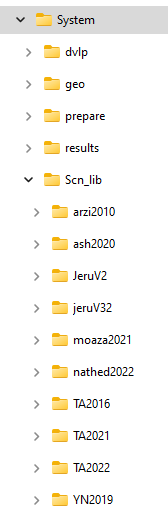 System
dvlp
geo
prepare
results
Scn_lib
arzi2010
ash2020
JeruV2
jeruV32
moaza2021
nathed2022
TA2016
TA2021
TA2022
YN2019